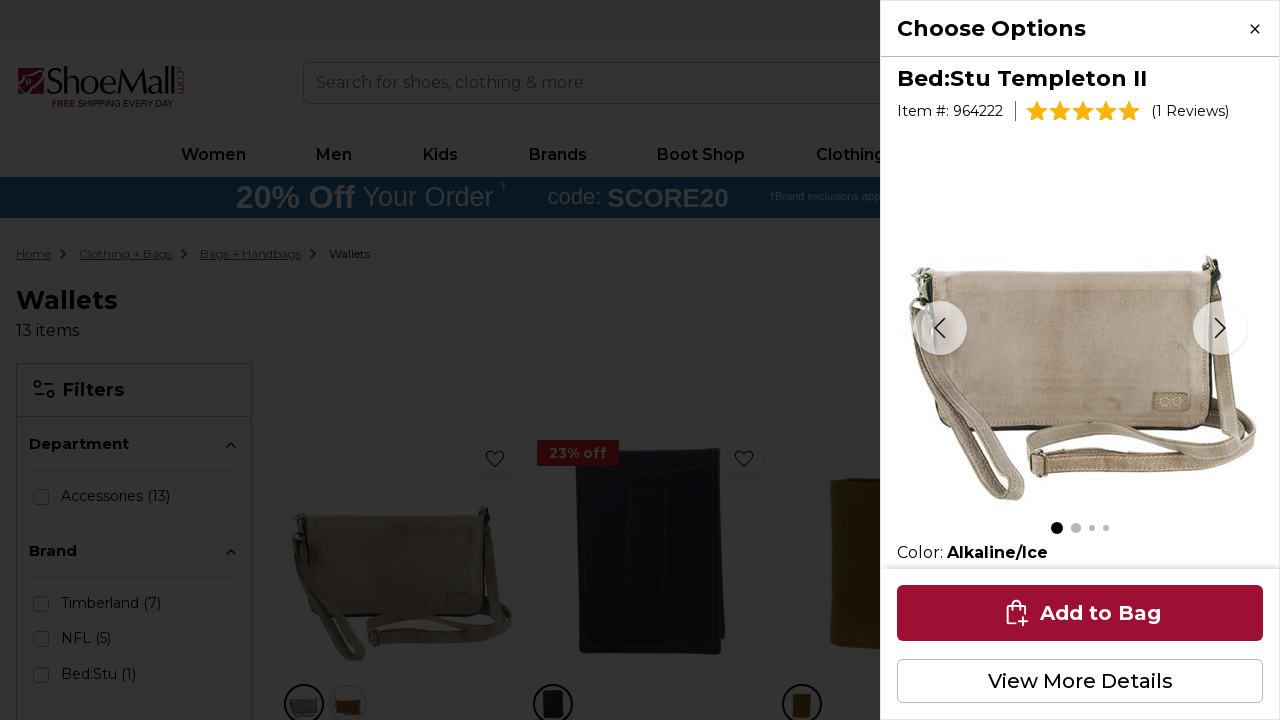 ShoeMall.com
FREE SHIPPING EVERY DAY
Search for shoes, clothing & more
Women
Men
Kids
Brands
Boot Shop
Clothing
20% Off Your Order †
code: SCORE20
†Brand exclusions app
Home
Clothing + Bags
Bags + Handbags
Wallets
Wallets
13 items
Filters
Department
Accessories (13)
Brand
Timberland (7)
NFL (5)
Bed:Stu (1)
23% off
Choose Options
Bed:Stu Templeton II
Item #: 964222
(1 Reviews)
Color: Alkaline/Ice
Add to Bag
View More Details